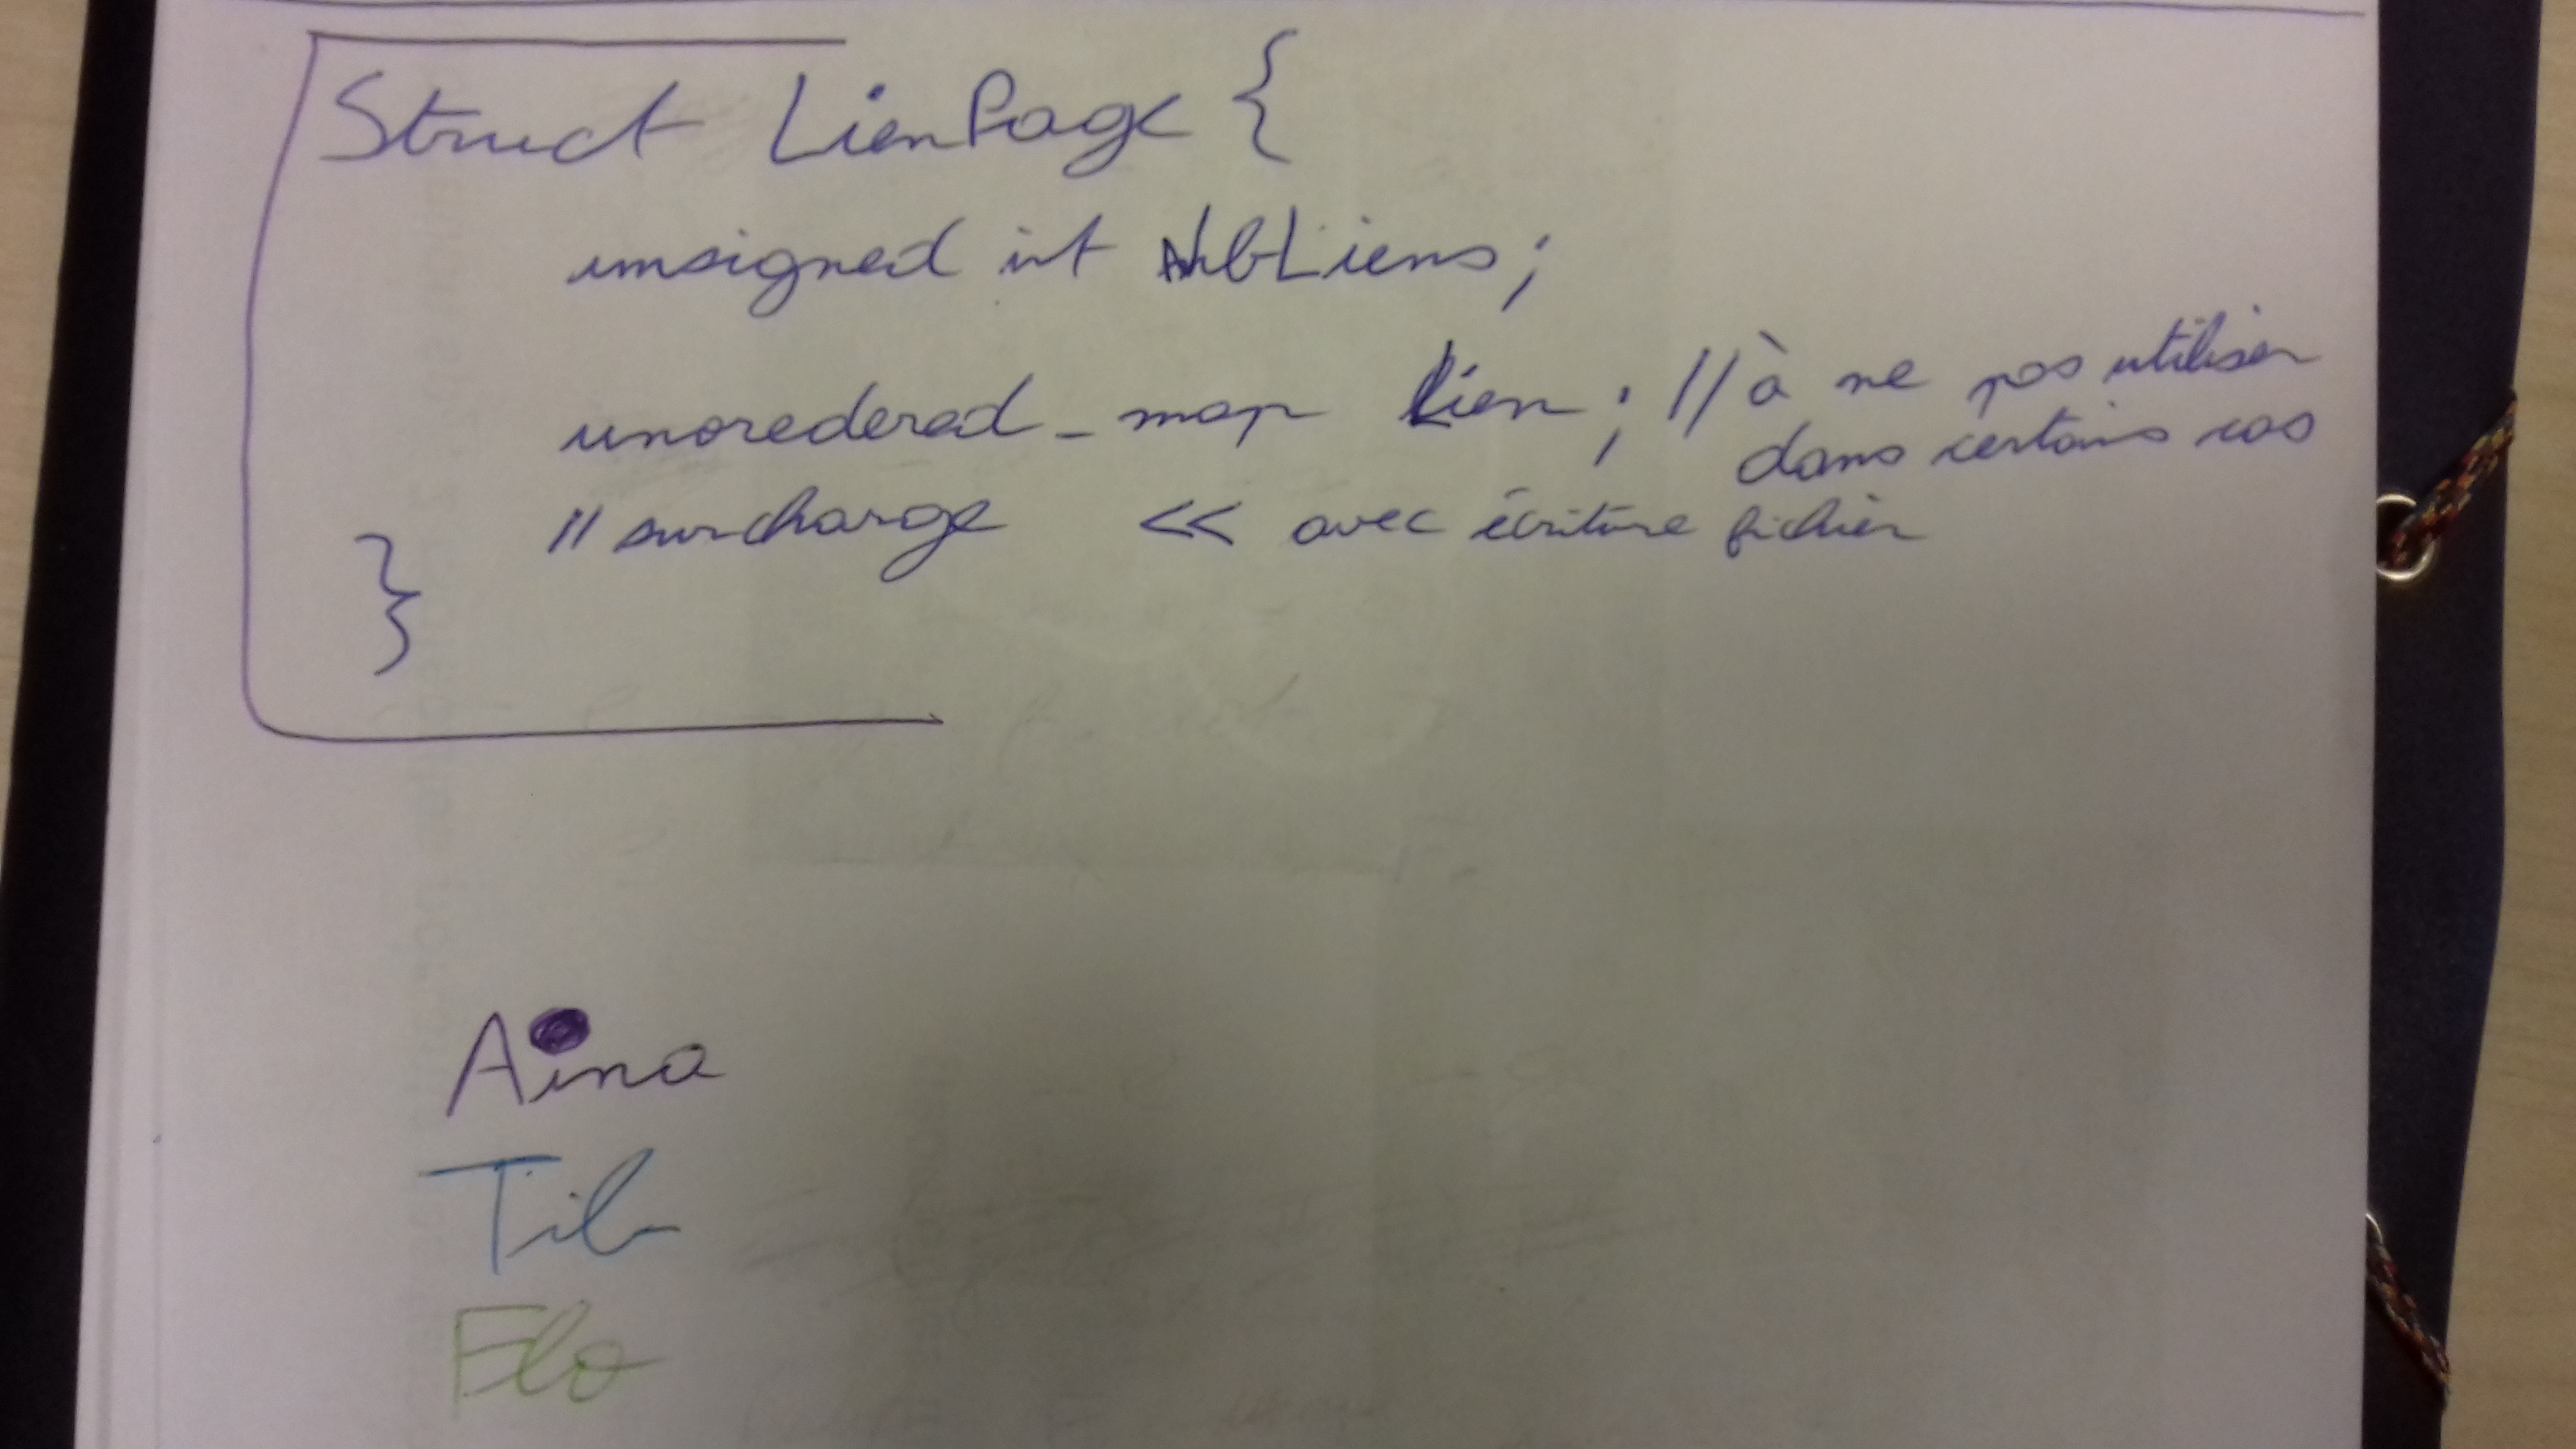 Struct LienPage {
unsigned int NbLiens;
unoredered_map lien; // à ne pas utiliser
dans certains cas
// surcharge << avec écriture fichier
}
Aina
Tib
Flo